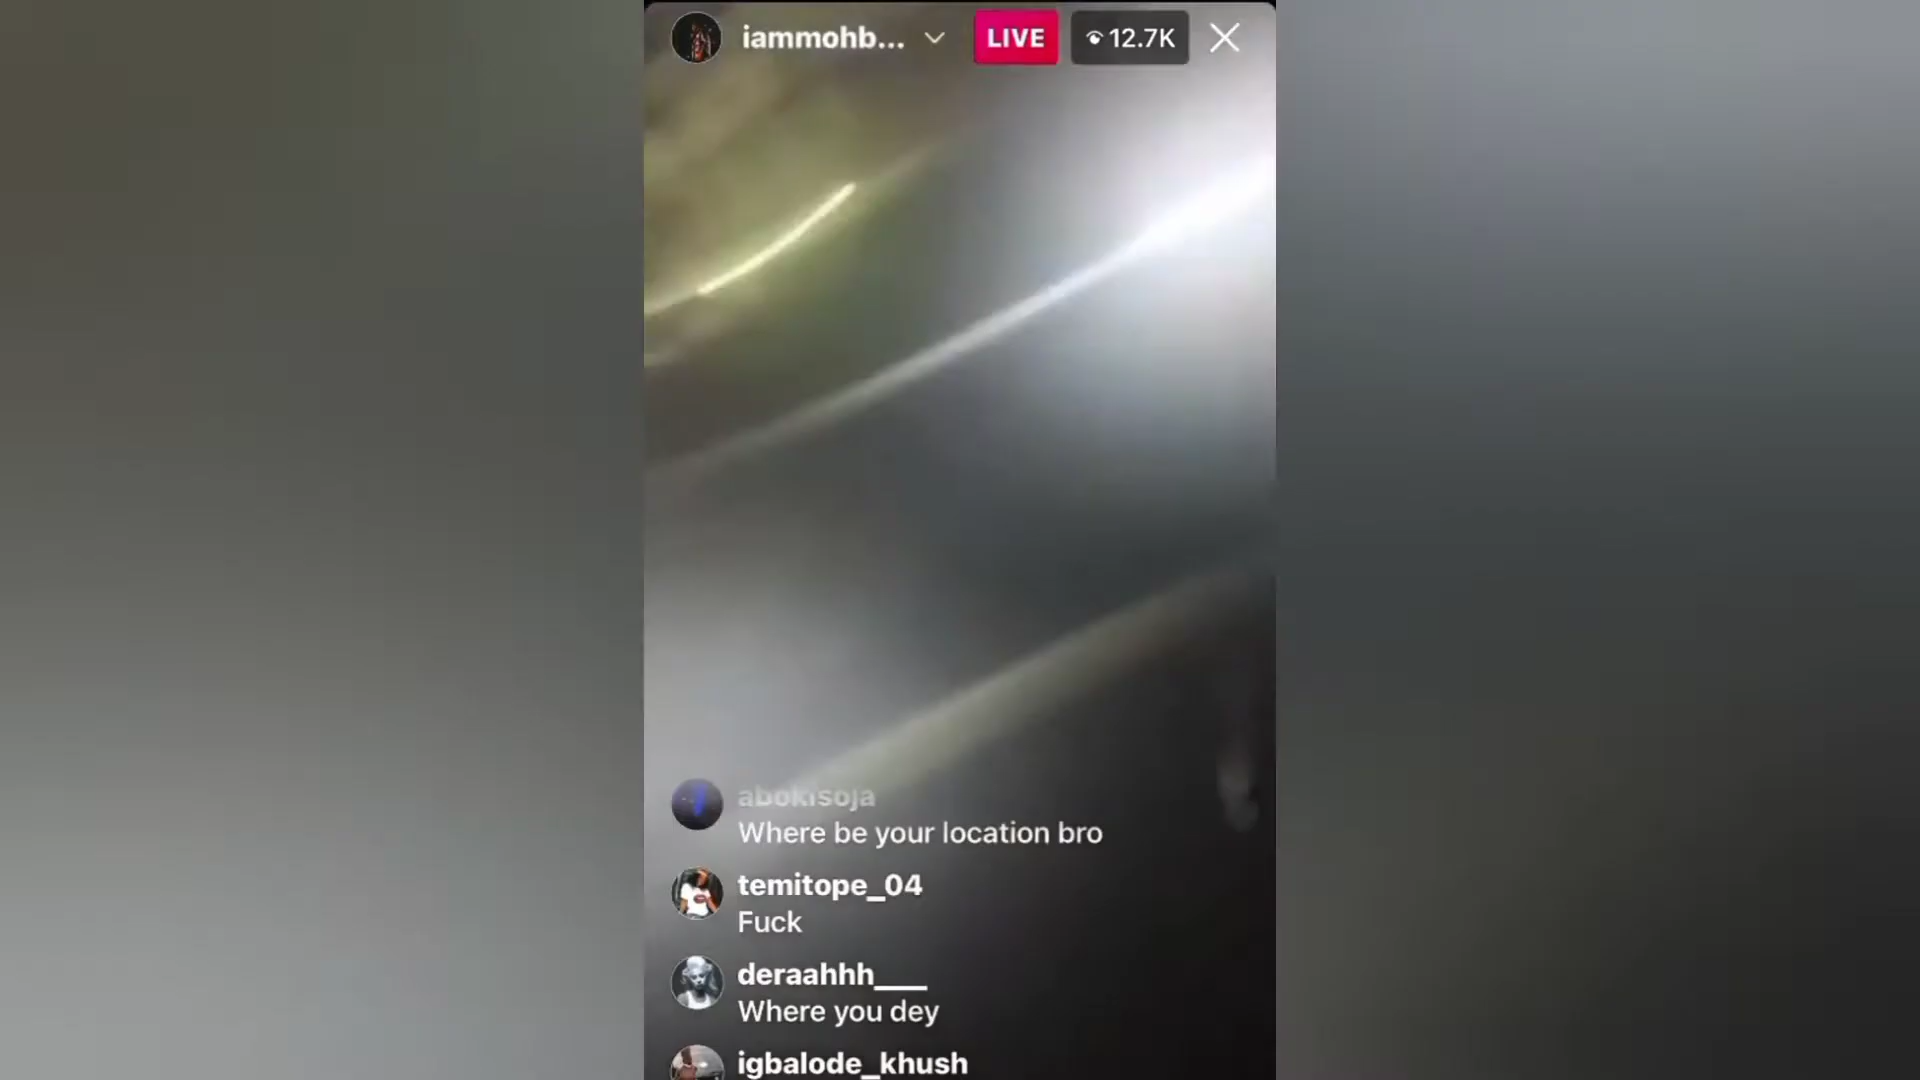 iammohb...
LIVE
12.7K
abokisoja
Where be your location bro
temitope_04
Fuck
deraahhh___
Where you dey
igbalode_khush